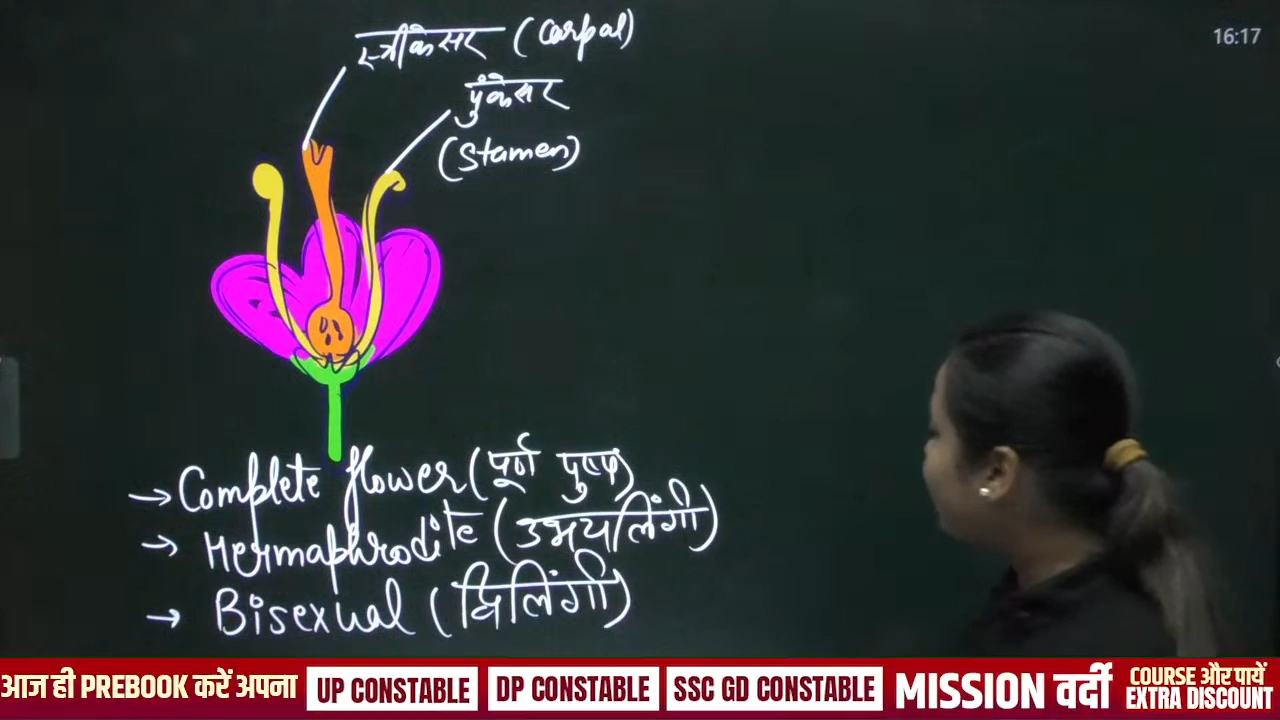 स्त्रीकेसर (Carpal)
16:17
पुंकेसर
(Stamen)
→ Complete flower (पूर्ण पुष्प)
→ Hermaphrodite (उभयलिंगी)
→ Bisexual (द्विलिंगी)
आज ही PREBOOK करें अपना UP CONSTABLE DP CONSTABLE SSC GD CONSTABLE MISSION वर्दी COURSE और पायें
EXTRA DISCOUNT